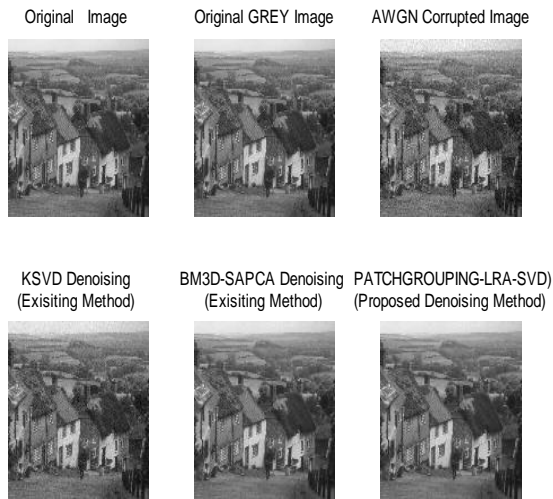 Original Image
Original GREY Image
AWGN Corrupted Image
KSVD Denoising
(Exisiting Method)
BM3D-SAPCA Denoising
(Exisiting Method)
PATCHGROUPING-LRA-SVD)
(Proposed Denoising Method)